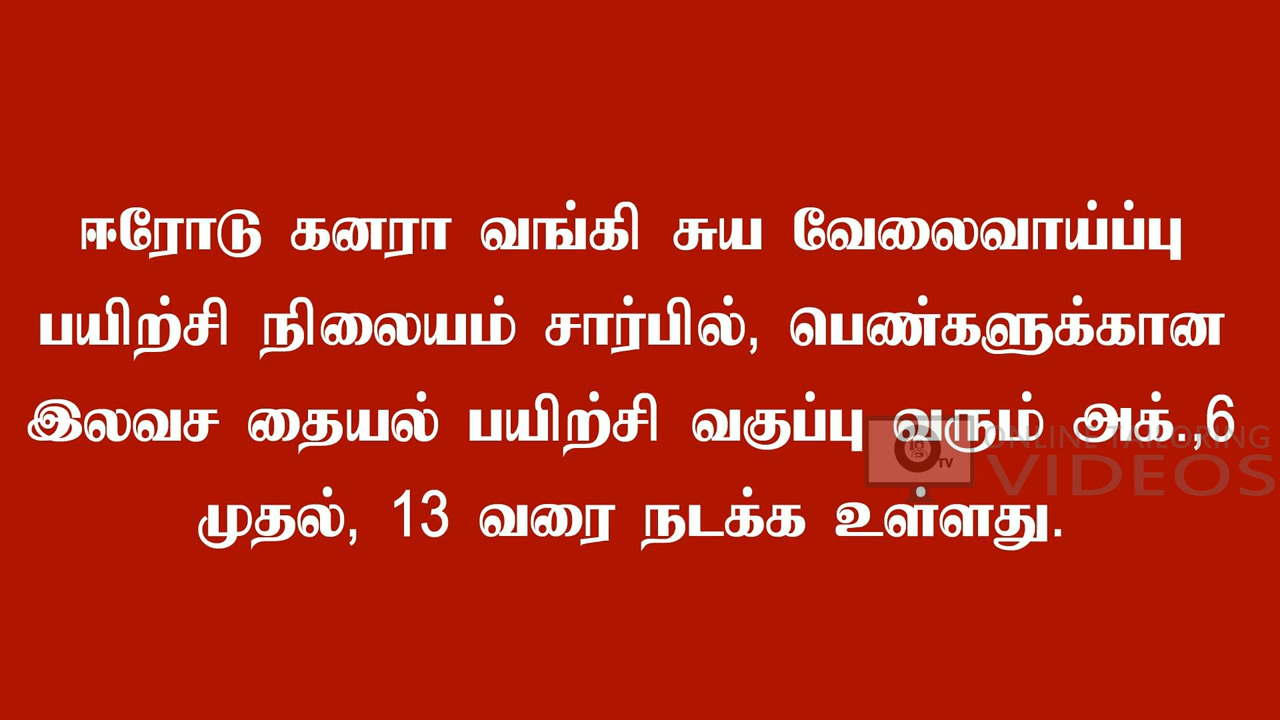 ஈரோடு கனரா வங்கி சுய வேலைவாய்ப்பு
பயிற்சி நிலையம் சார்பில், பெண்களுக்கான
இலவச தையல் பயிற்சி வகுப்பு வரும் அக்.,6
முதல், 13 வரை நடக்க உள்ளது.
TV
ONLINE TAILORING
VIDEOS